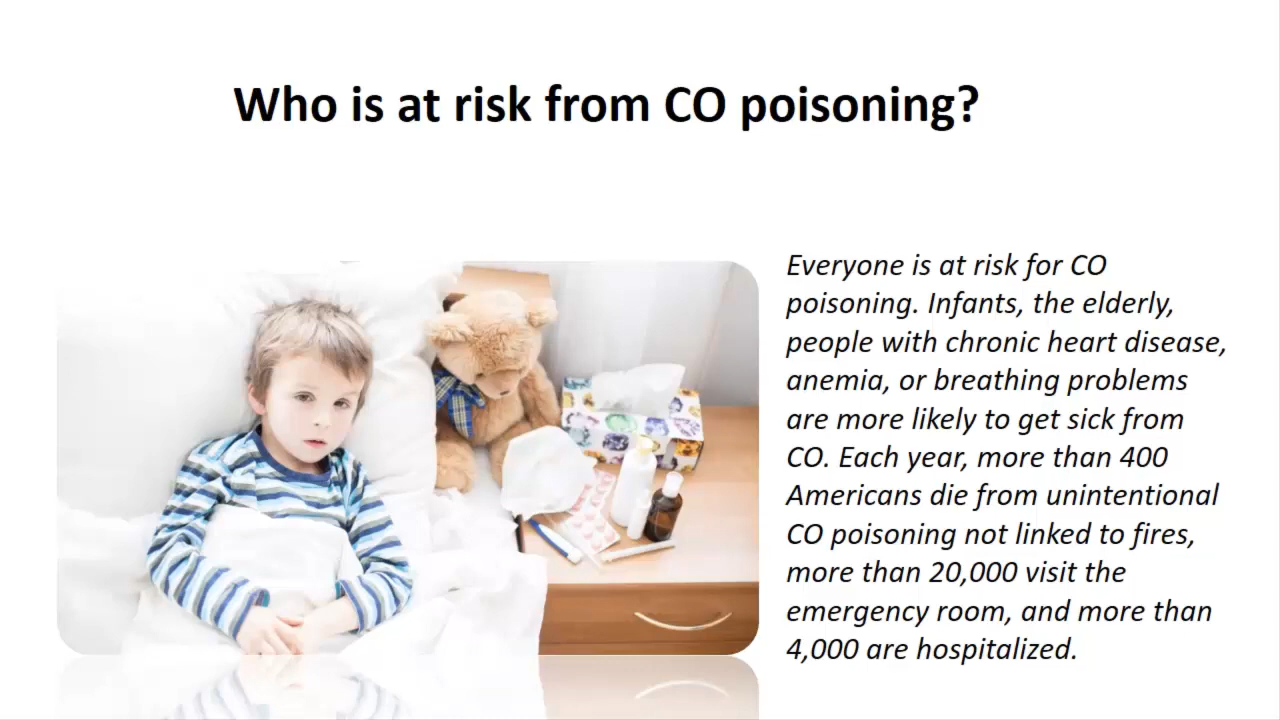 Who is at risk from CO poisoning?
Everyone is at risk for CO
poisoning. Infants, the elderly,
people with chronic heart disease,
anemia, or breathing problems
are more likely to get sick from
CO. Each year, more than 400
Americans die from unintentional
CO poisoning not linked to fires,
more than 20,000 visit the
emergency room, and more than
4,000 are hospitalized.